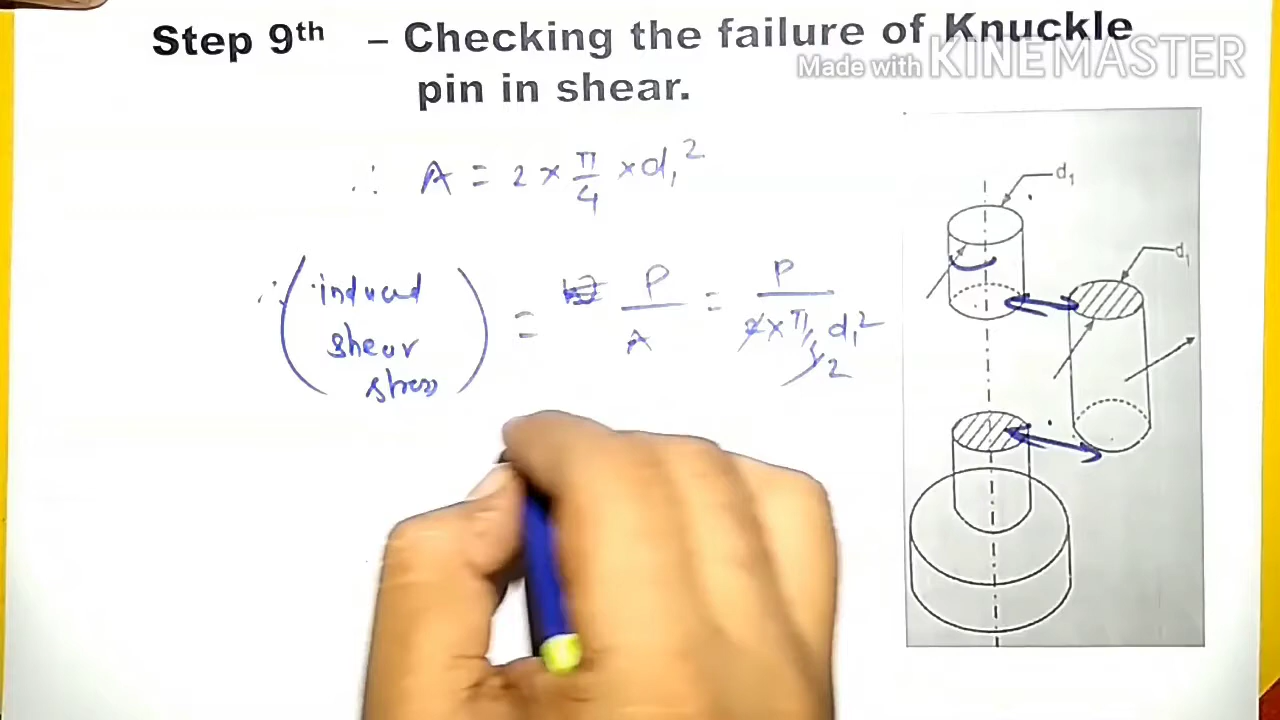 Step 9th – Checking the failure of Knuckle
pin in shear.
Made with KINEMASTER
∴ A = 2 × π/4 × d₁²
∴ (induced shear stress) = P/A = P/(2 × π/4 d₁²)
2
d₁
d₁